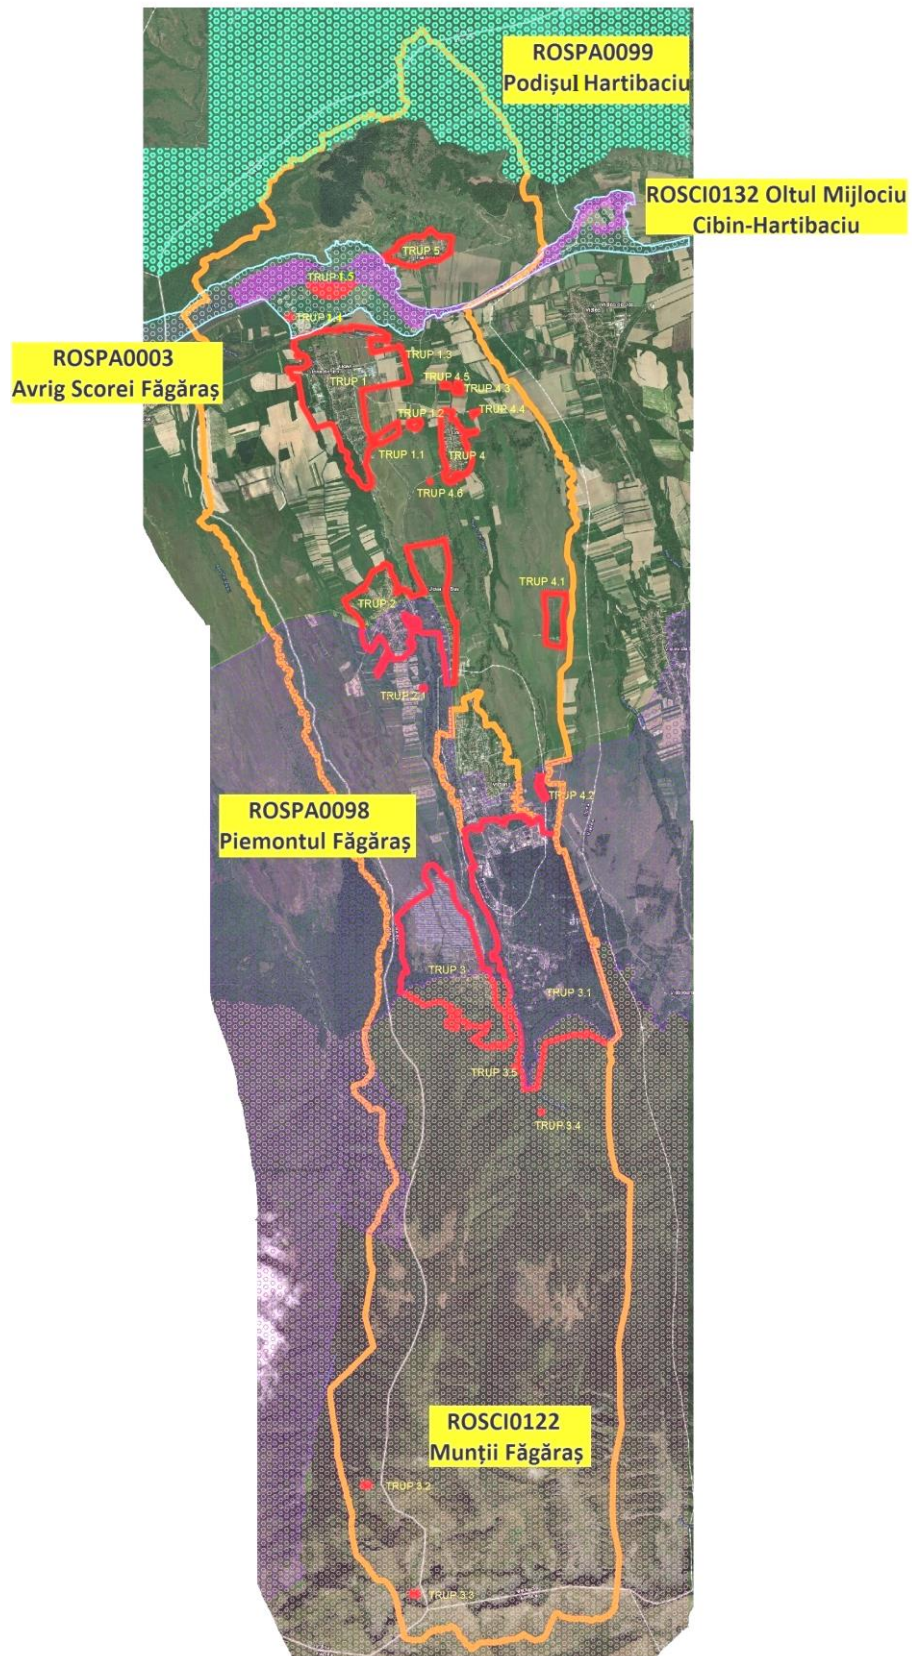 ROSPA0099
Podișul Hartibaciu
ROSCI0132 Oltul Mijlociu
Cibin-Hartibaciu
TRUP 5
TRUP 1.5
TRUP 1.4
ROSPA0003
Avrig Scorei Făgăraș
TRUP 1.3
TRUP 1
TRUP 4.5
TRUP 4.3
TRUP 4.4
TRUP 1.2
TRUP 1.1
TRUP 4
TRUP 4.6
TRUP 4.1
TRUP 2
TRUP 2.1
TRUP 4.2
ROSPA0098
Piemontul Făgăraș
TRUP 3
TRUP 3.1
TRUP 3.5
TRUP 3.4
ROSCI0122
Munții Făgăraș
TRUP 3.2
TRUP 3.3